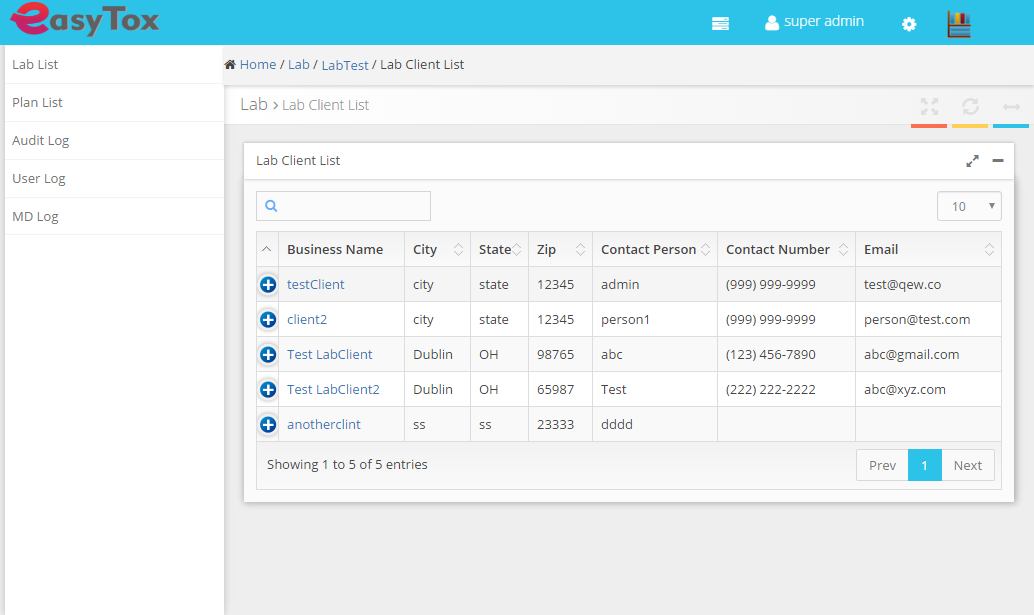 easyTox
super admin
Lab List
Plan List
Audit Log
User Log
MD Log
Home / Lab / LabTest / Lab Client List
Lab > Lab Client List
Lab Client List
10
Business Name City State Zip Contact Person Contact Number Email
testClient city state 12345 admin (999) 999-9999 test@qew.co
client2 city state 12345 person1 (999) 999-9999 person@test.com
Test LabClient Dublin OH 98765 abc (123) 456-7890 abc@gmail.com
Test LabClient2 Dublin OH 65987 Test (222) 222-2222 abc@xyz.com
anotherclint ss ss 23333 dddd
Showing 1 to 5 of 5 entries
Prev 1 Next